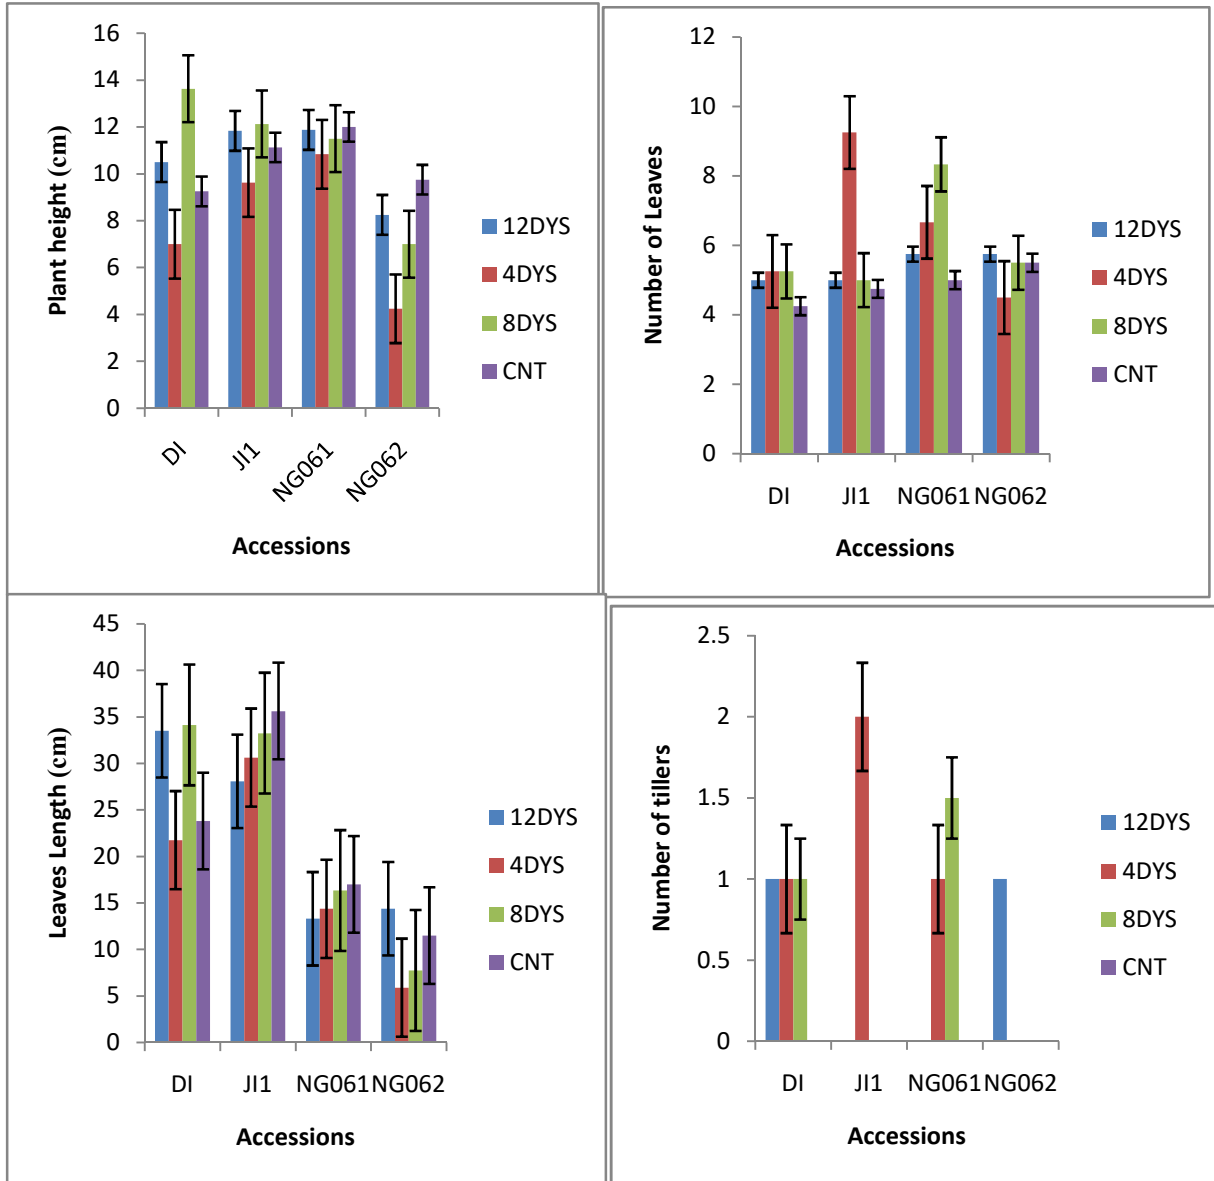 Plant height (cm)
16
14
12
10
8
6
4
2
0
DI
JI1
NG061
NG062
Accessions
12DYS
4DYS
8DYS
CNT
Number of Leaves
12
10
8
6
4
2
0
DI JI1 NG061 NG062
Accessions
12DYS
4DYS
8DYS
CNT
Leaves Length (cm)
45
40
35
30
25
20
15
10
5
0
DI JI1 NG061 NG062
Accessions
12DYS
4DYS
8DYS
CNT
Number of tillers
2.5
2
1.5
1
0.5
0
DI JI1 NG061 NG062
Accessions
12DYS
4DYS
8DYS
CNT